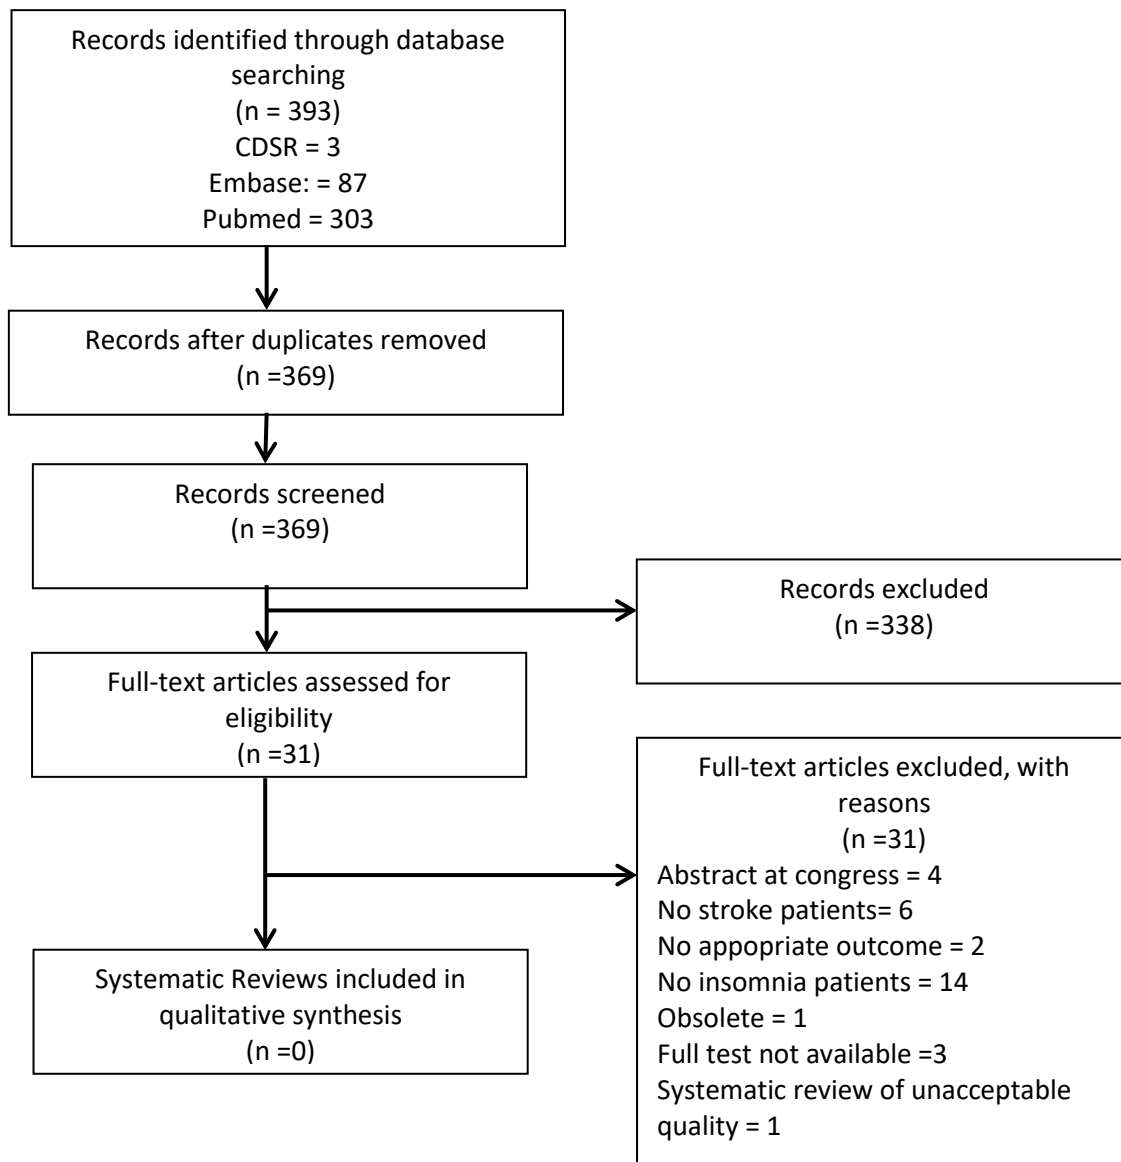 Records identified through database
searching
(n = 393)
CDSR = 3
Embase: = 87
Pubmed = 303
Records after duplicates removed
(n =369)
Records screened
(n =369)
Records excluded
(n =338)
Full-text articles assessed for
eligibility
(n =31)
Full-text articles excluded, with
reasons
(n =31)
Abstract at congress = 4
No stroke patients= 6
No appopriate outcome = 2
No insomnia patients = 14
Obsolete = 1
Full test not available =3
Systematic review of unacceptable
quality = 1
Systematic Reviews included in
qualitative synthesis
(n =0)